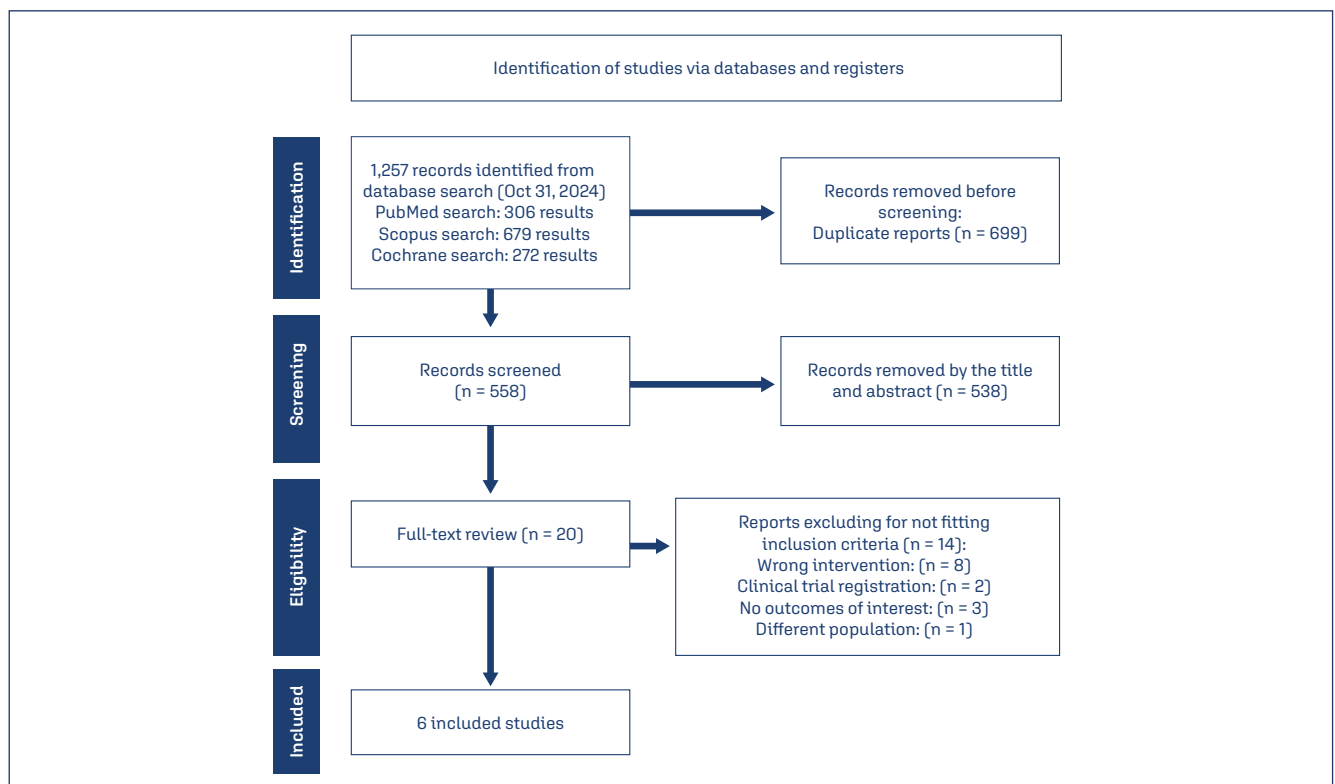 Identification of studies via databases and registers
Identification
1,257 records identified from
database search (Oct 31, 2024)
PubMed search: 306 results
Scopus search: 679 results
Cochrane search: 272 results
Records removed before
screening:
Duplicate reports (n = 699)
Screening
Records screened
(n = 558)
Records removed by the title
and abstract (n = 538)
Eligibility
Full-text review (n = 20)
Reports excluding for not fitting
inclusion criteria (n = 14):
Wrong intervention: (n = 8)
Clinical trial registration: (n = 2)
No outcomes of interest: (n = 3)
Different population: (n = 1)
Included
6 included studies